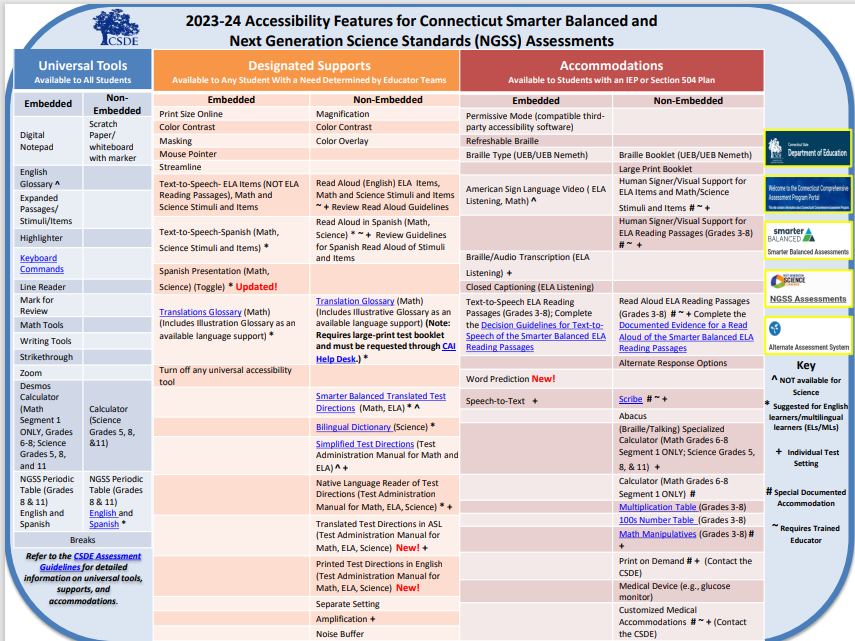 2023-24 Accessibility Features for Connecticut Smarter Balanced and
Next Generation Science Standards (NGSS) Assessments
CSDE
Universal Tools
Available to All Students
Embedded
Non-Embedded
Digital
Notepad
Scratch
Paper/
whiteboard
with marker
English
Glossary ^
Expanded
Passages/
Stimuli/Items
Highlighter
Keyboard
Commands
Line Reader
Mark for
Review
Math Tools
Writing Tools
Strikethrough
Zoom
Desmos
Calculator
(Math
Segment 1
ONLY, Grades
6-8; Science
Grades 5, 8,
and 11
Calculator
(Science
Grades 5, 8,
&11)
NGSS Periodic
Table (Grades
8 & 11)
English and
Spanish
NGSS Periodic
Table (Grades
8 & 11)
English and
Spanish *
Breaks
Refer to the CSDE Assessment
Guidelines for detailed
information on universal tools,
supports, and
accommodations.
Designated Supports
Available to Any Student With a Need Determined by Educator Teams
Embedded
Non-Embedded
Print Size Online
Magnification
Color Contrast
Color Contrast
Masking
Color Overlay
Mouse Pointer
Streamline
Text-to-Speech- ELA Items (NOT ELA
Reading Passages), Math and
Science Stimuli and Items
Read Aloud (English) ELA Items,
Math and Science Stimuli and Items
~ + Review Read Aloud Guidelines
Text-to-Speech-Spanish (Math,
Science Stimuli and Items) *
Read Aloud in Spanish (Math,
Science) * ~ + Review Guidelines
for Spanish Read Aloud of Stimuli
and Items
Spanish Presentation (Math,
Science) (Toggle) * Updated!
Translations Glossary (Math)
(Includes Illustration Glossary as an
available language support) *
Translation Glossary (Math)
(Includes Illustrative Glossary as an
available language support) (Note:
Requires large-print test booklet
and must be requested through CAI
Help Desk.) *
Turn off any universal accessibility
tool
Smarter Balanced Translated Test
Directions (Math, ELA) * ^
Bilingual Dictionary (Science) *
Simplified Test Directions (Test
Administration Manual for Math and
ELA) ^ +
Native Language Reader of Test
Directions (Test Administration
Manual for Math, ELA, Science) * +
Translated Test Directions in ASL
(Test Administration Manual for
Math, ELA, Science) New! +
Printed Test Directions in English
(Test Administration Manual for
Math, ELA, Science) New!
Separate Setting
Amplification +
Noise Buffer
Accommodations
Available to Students with an IEP or Section 504 Plan
Embedded
Non-Embedded
Permissive Mode (compatible third-
party accessibility software)
Refreshable Braille
Braille Type (UEB/UEB Nemeth)
Braille Booklet (UEB/UEB Nemeth)
Large Print Booklet
American Sign Language Video ( ELA
Listening, Math) ^
Human Signer/Visual Support for
ELA Items and Math/Science
Stimuli and Items # ~ +
Human Signer/Visual Support for
ELA Reading Passages (Grades 3-8)
# ~ +
Braille/Audio Transcription (ELA
Listening) +
Closed Captioning (ELA Listening)
Text-to-Speech ELA Reading
Passages (Grades 3-8); Complete
the Decision Guidelines for Text-to-
Speech of the Smarter Balanced ELA
Reading Passages
Read Aloud ELA Reading Passages
(Grades 3-8) # ~ + Complete the
Documented Evidence for a Read
Aloud of the Smarter Balanced ELA
Reading Passages
Alternate Response Options
Word Prediction New!
Speech-to-Text +
Scribe # ~ +
Abacus
(Braille/Talking) Specialized
Calculator (Math Grades 6-8
Segment 1 ONLY; Science Grades 5,
8, & 11) +
Calculator (Math Grades 6-8
Segment 1 ONLY) #
Multiplication Table (Grades 3-8)
100s Number Table (Grades 3-8)
Math Manipulatives (Grades 3-8) #
+
Print on Demand # + (Contact the
CSDE)
Medical Device (e.g., glucose
monitor)
Customized Medical
Accommodations # ~ + (Contact
the CSDE)
Connecticut State
Department of Education
Welcome to the Connecticut Comprehensive
Assessment Program Portal
smarter
BALANCED
Smarter Balanced Assessments
SCIENCE
NGSS Assessments
Alternate Assessment System
Key
^ NOT available for
Science
* Suggested for English
learners/multilingual
learners (ELs/MLs)
+ Individual Test
Setting
# Special Documented
Accommodation
~ Requires Trained
Educator